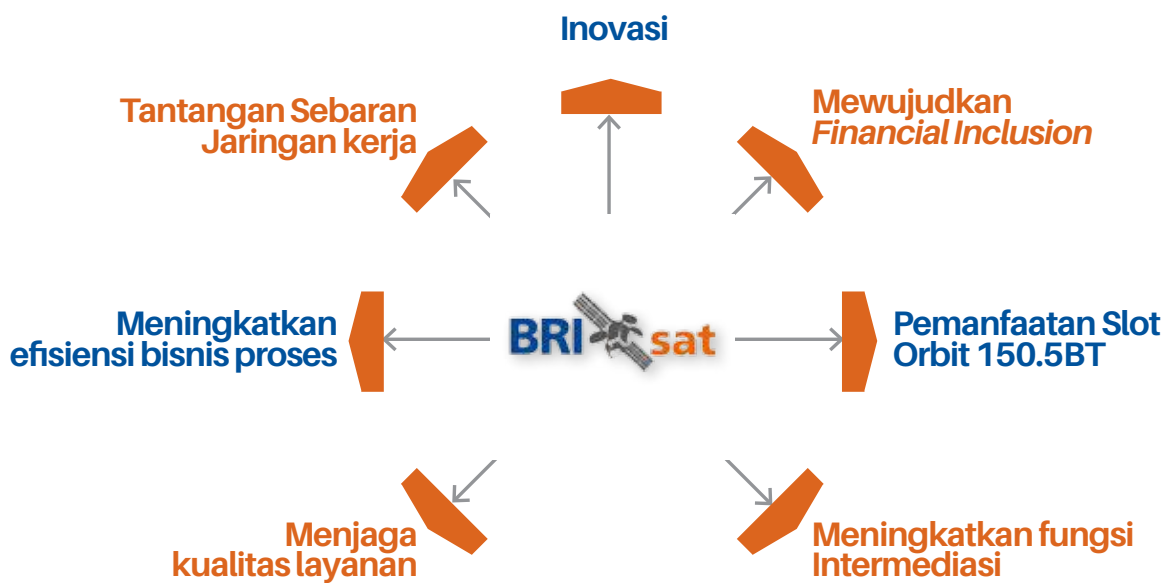 Inovasi
Tantangan Sebaran
Jaringan kerja
Mewujudkan
Financial Inclusion
Meningkatkan
efisiensi bisnis proses
BRI sat
Pemanfaatan Slot
Orbit 150.5BT
Menjaga
kualitas layanan
Meningkatkan fungsi
Intermediasi